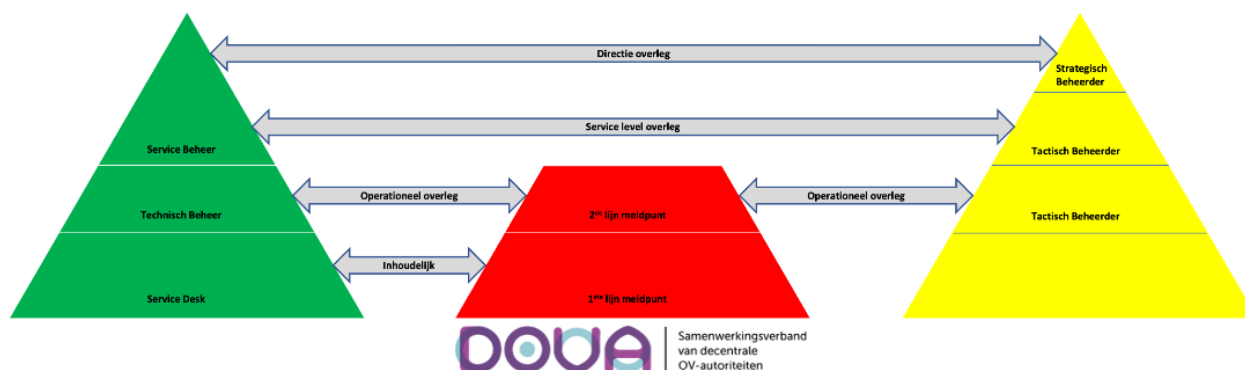 Directie overleg
Strategisch
Beheerder
Service level overleg
Service Beheer
Tactisch Beheerder
Operationeel overleg
Operationeel overleg
Technisch Beheer
2de lijn meldpunt
Tactisch Beheerder
Inhoudelijk
Service Desk
1ste lijn meldpunt
DOVA
Samenwerkingsverband
van decentrale
OV-autoriteiten